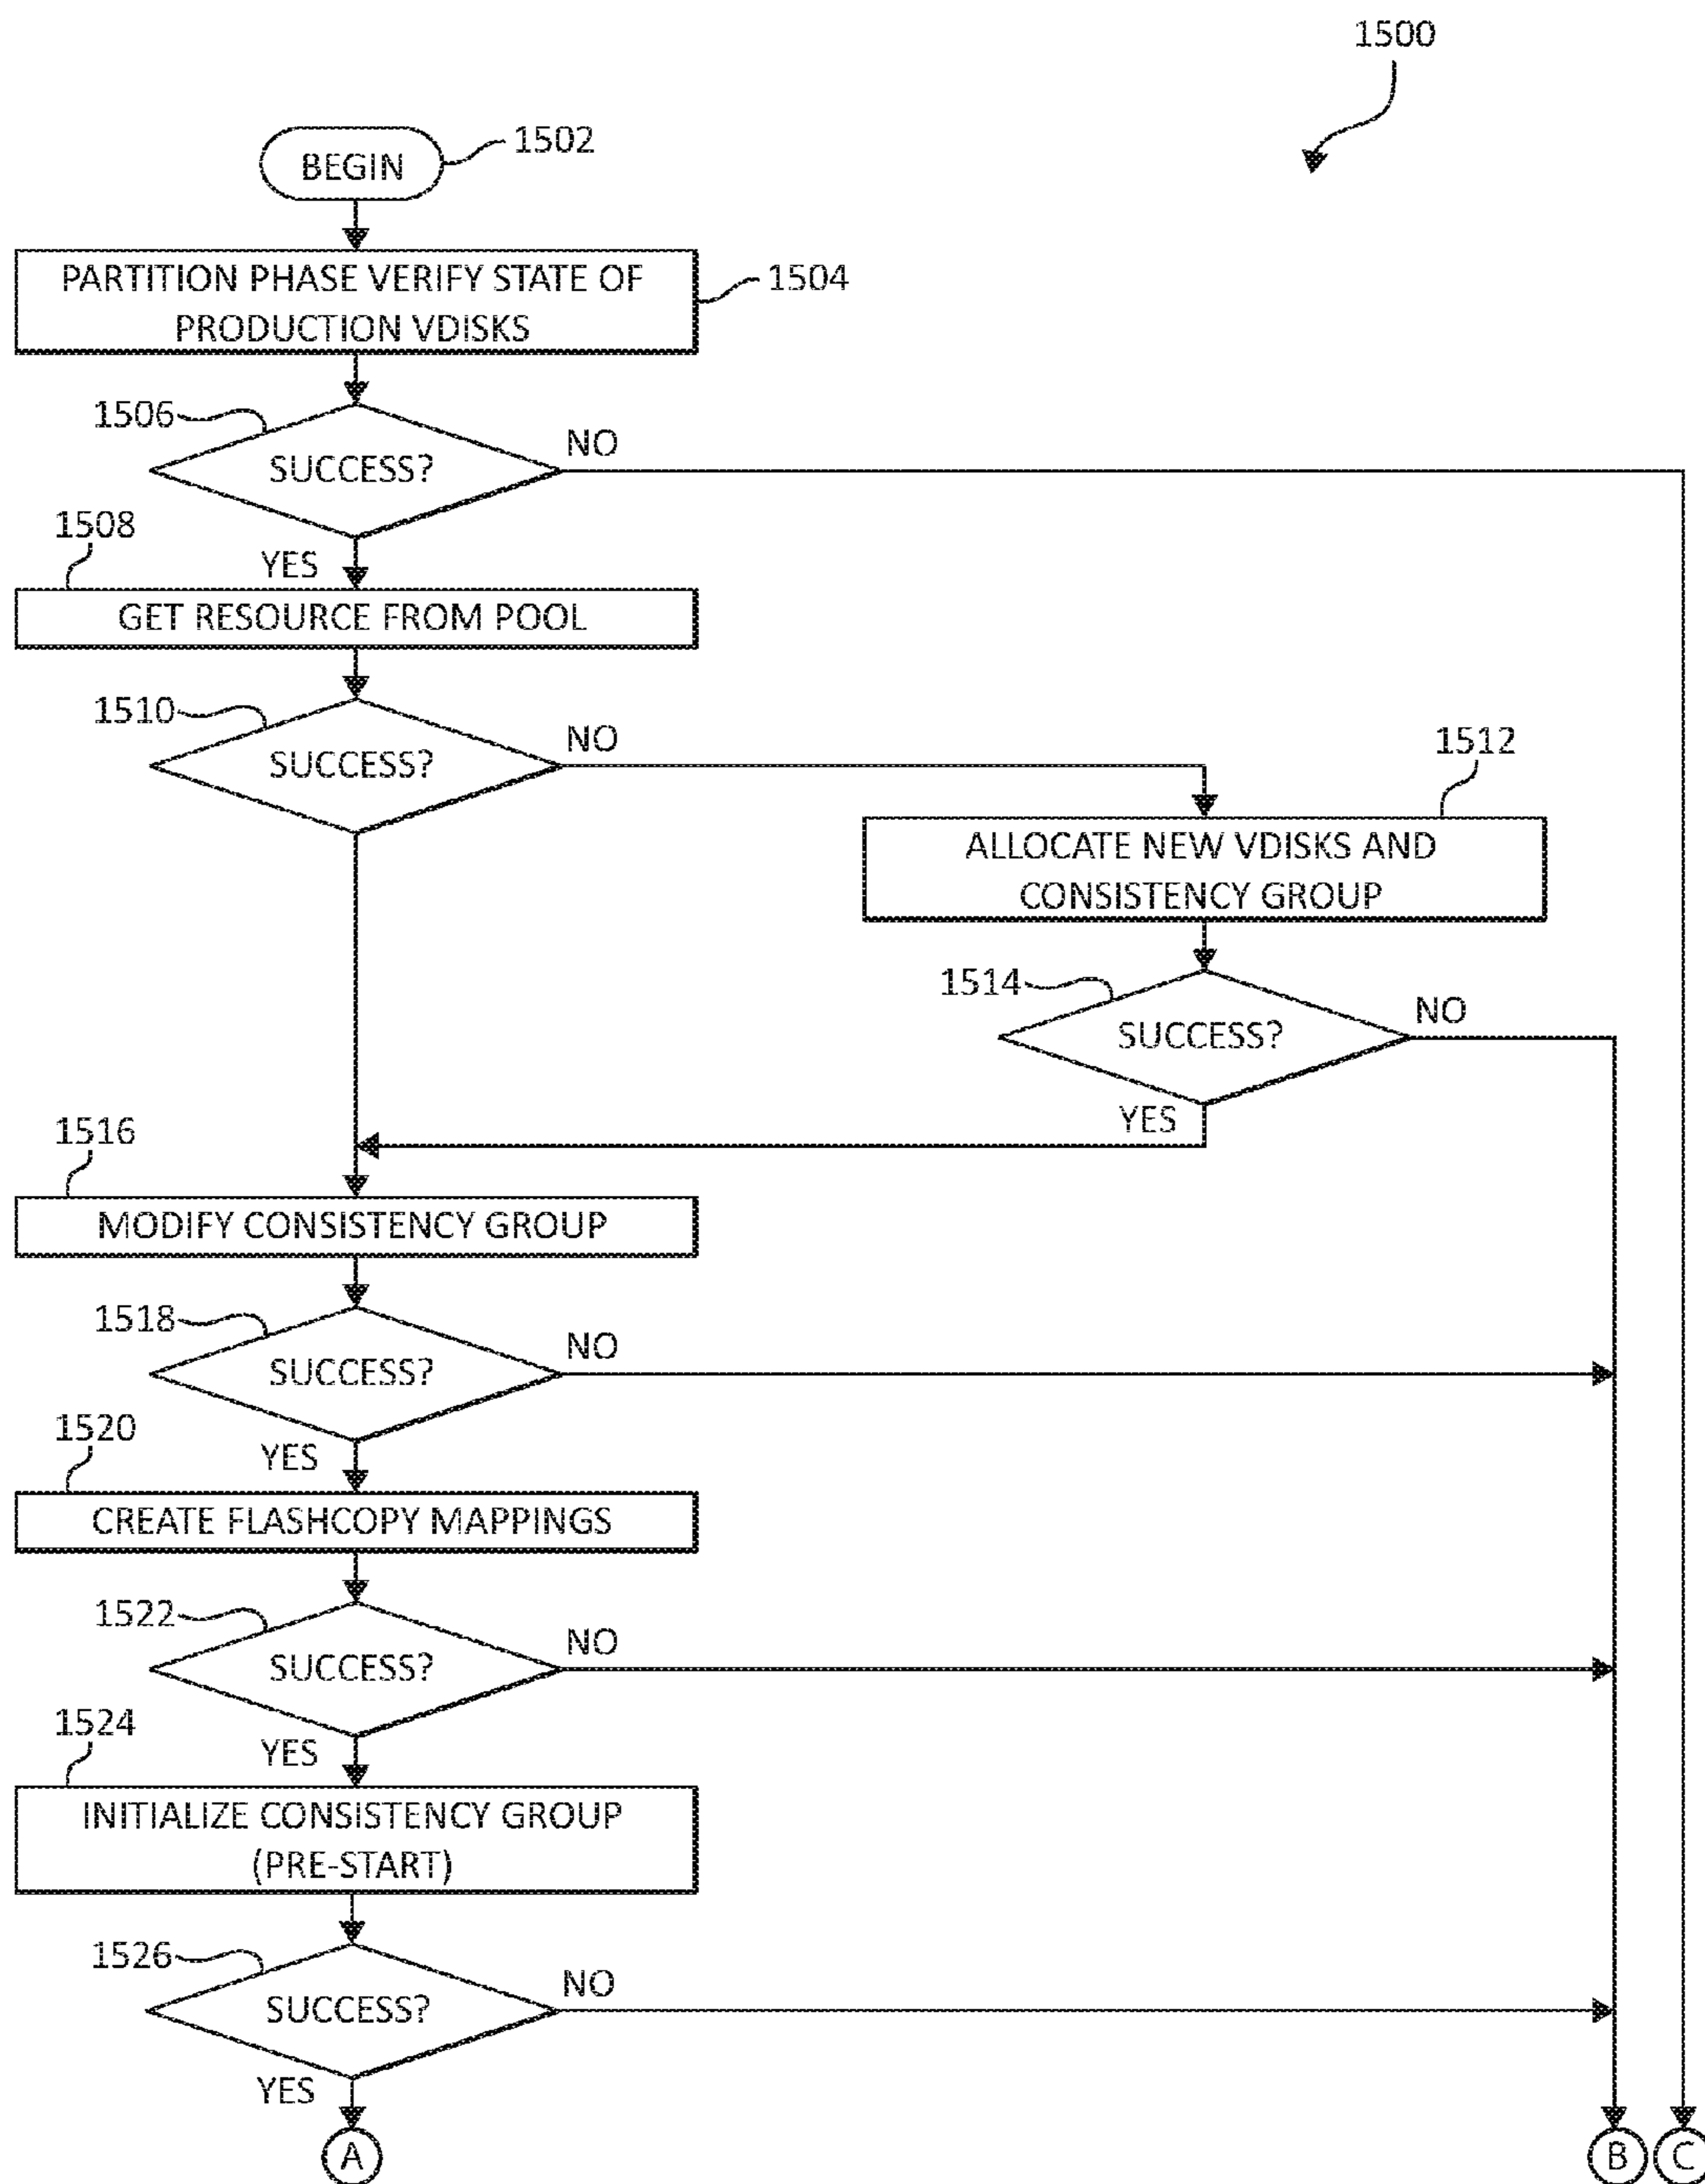 1500
BEGIN
1502
PARTITION PHASE VERIFY STATE OF
PRODUCTION VDISKS
1504
1506
SUCCESS?
NO
YES
1508
GET RESOURCE FROM POOL
1510
SUCCESS?
NO
1512
ALLOCATE NEW VDISKS AND
CONSISTENCY GROUP
1514
SUCCESS?
NO
YES
1516
MODIFY CONSISTENCY GROUP
1518
SUCCESS?
NO
YES
1520
CREATE FLASHCOPY MAPPINGS
1522
SUCCESS?
NO
YES
1524
INITIALIZE CONSISTENCY GROUP
(PRE-START)
1526
SUCCESS?
NO
YES
A
B
C